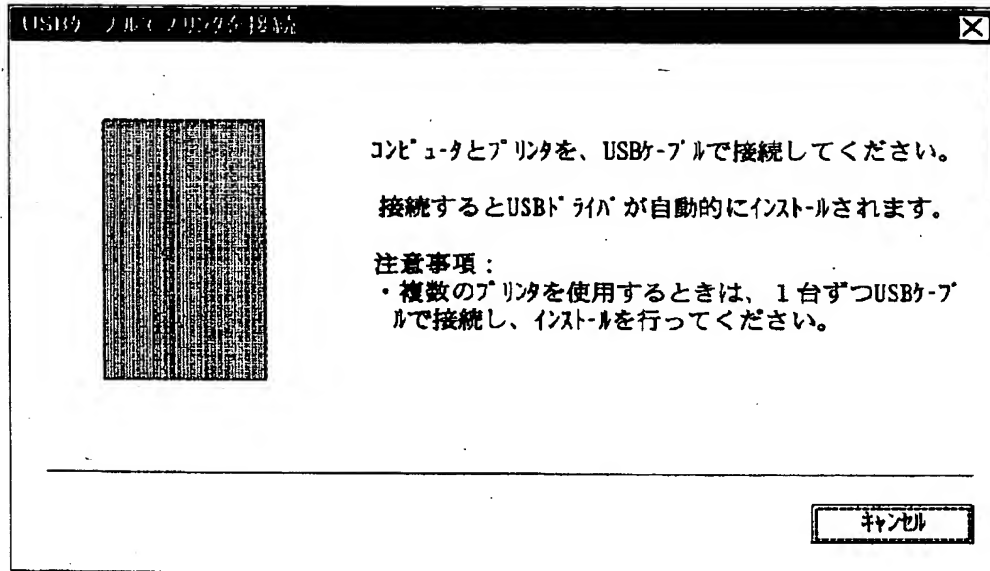 USBケーブルでプリンタを接続
コンピュータとプリンタを、USBケーブルで接続してください。
接続するとUSBドライバが自動的にインストールされます。
注意事項：
・複数のプリンタを使用するときは、１台ずつUSBケーブ
ルで接続し、インストールを行ってください。
キャンセル